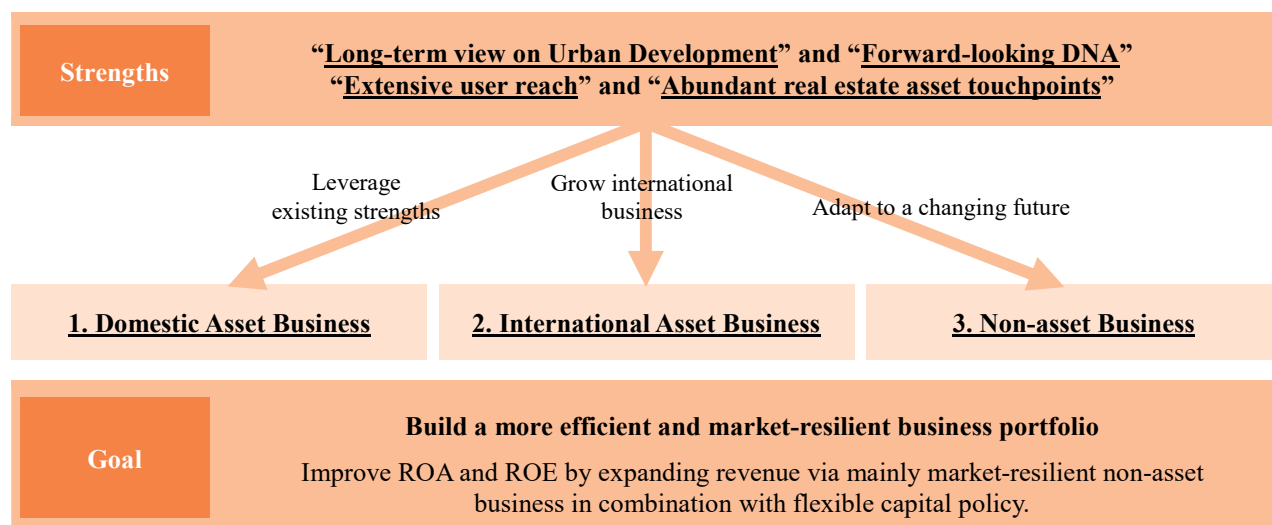 Strengths
“Long-term view on Urban Development” and “Forward-looking DNA”
“Extensive user reach” and “Abundant real estate asset touchpoints”
Leverage
existing strengths
Grow international
business
Adapt to a changing future
1. Domestic Asset Business
2. International Asset Business
3. Non-asset Business
Goal
Build a more efficient and market-resilient business portfolio
Improve ROA and ROE by expanding revenue via mainly market-resilient non-asset
business in combination with flexible capital policy.